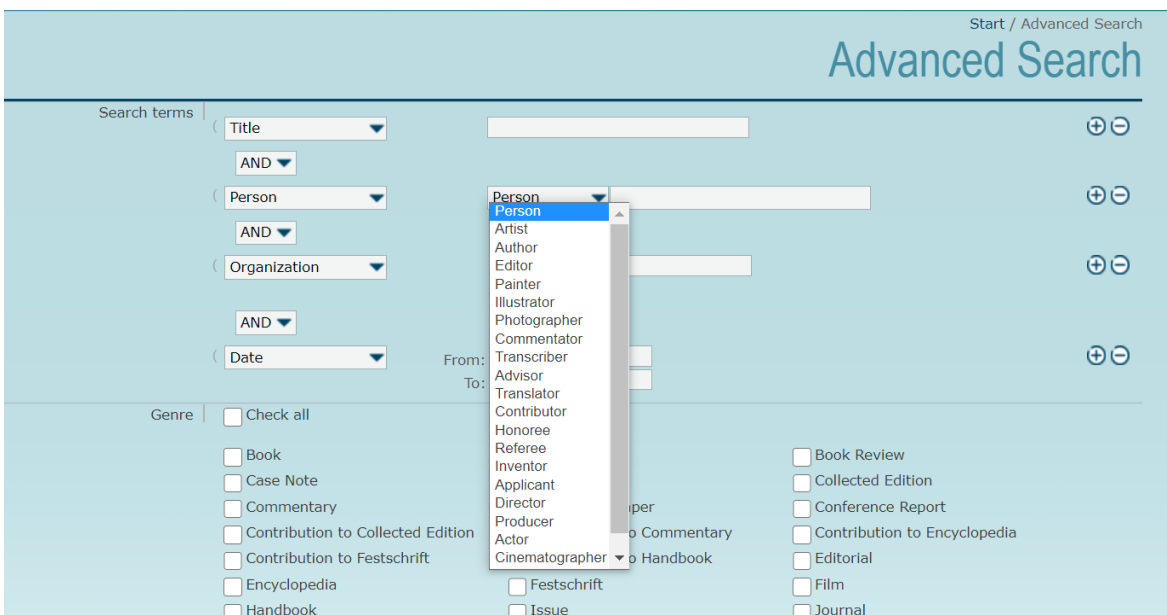 Start / Advanced Search
Advanced Search
Search terms
( Title
AND
( Person Person
Person
Artist
Author
Editor
Painter
Illustrator
Photographer
Commentator
Transcriber
Advisor
Translator
Contributor
Honoree
Referee
Inventor
Applicant
Director
Producer
Actor
Cinematographer
AND
( Organization
AND
( Date From:
To:
Genre Check all
Book Book Review
Case Note Collected Edition
Commentary Conference Report
Contribution to Collected Edition Commentary Contribution to Encyclopedia
Contribution to Festschrift Handbook Editorial
Encyclopedia Festschrift Film
Handbook Issue Journal